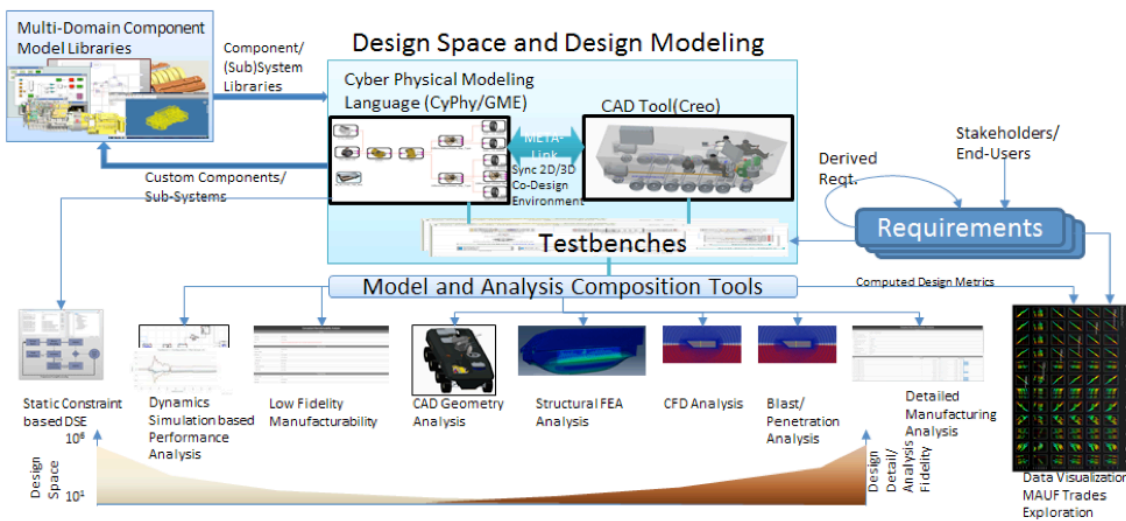 Multi-Domain Component
Model Libraries
Component/
(Sub)System
Libraries
Design Space and Design Modeling
Cyber Physical Modeling
Language (CyPhy/GME)
CAD Tool(Creo)
META-
Link
Sync 2D/3D
Co-Design
Environment
Custom Components/
Sub-Systems
Stakeholders/
End-Users
Derived
Reqt.
Requirements
Testbenches
Model and Analysis Composition Tools
Computed Design Metrics
Static Constraint
based DSE
Dynamics
Simulation based
Performance
Analysis
Low Fidelity
Manufacturability
CAD Geometry
Analysis
Structural FEA
Analysis
CFD Analysis
Blast/
Penetration
Analysis
Detailed
Manufacturing
Analysis
Data Visualization
MAUF Trades
Exploration
Design
Space
10⁶
10¹
Design
Detail/
Analysis
Fidelity